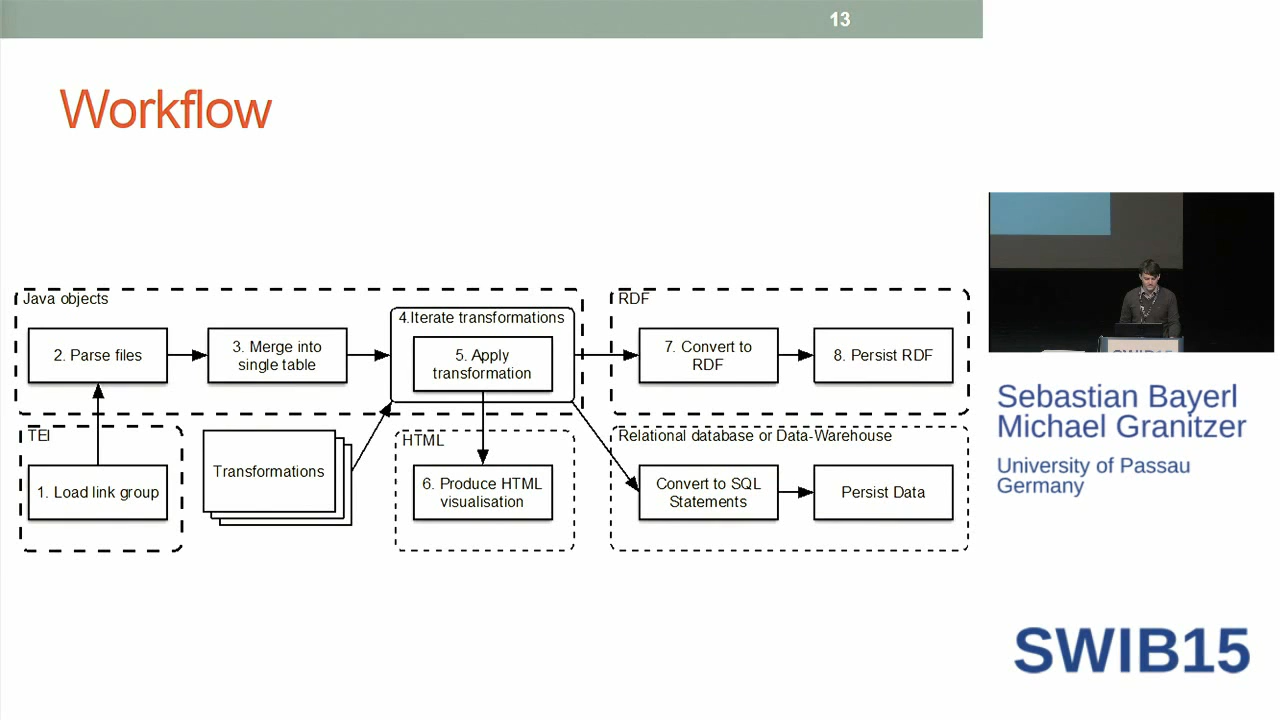 13
Workflow
Java objects
2. Parse files
3. Merge into
single table
4.Iterate transformations
5. Apply
transformation
RDF
7. Convert to
RDF
8. Persist RDF
TEI
1. Load link group
Transformations
HTML
6. Produce HTML
visualisation
Relational database or Data-Warehouse
Convert to SQL
Statements
Persist Data
SWIB15
Sebastian Bayerl
Michael Granitzer
University of Passau
Germany
SWIB15